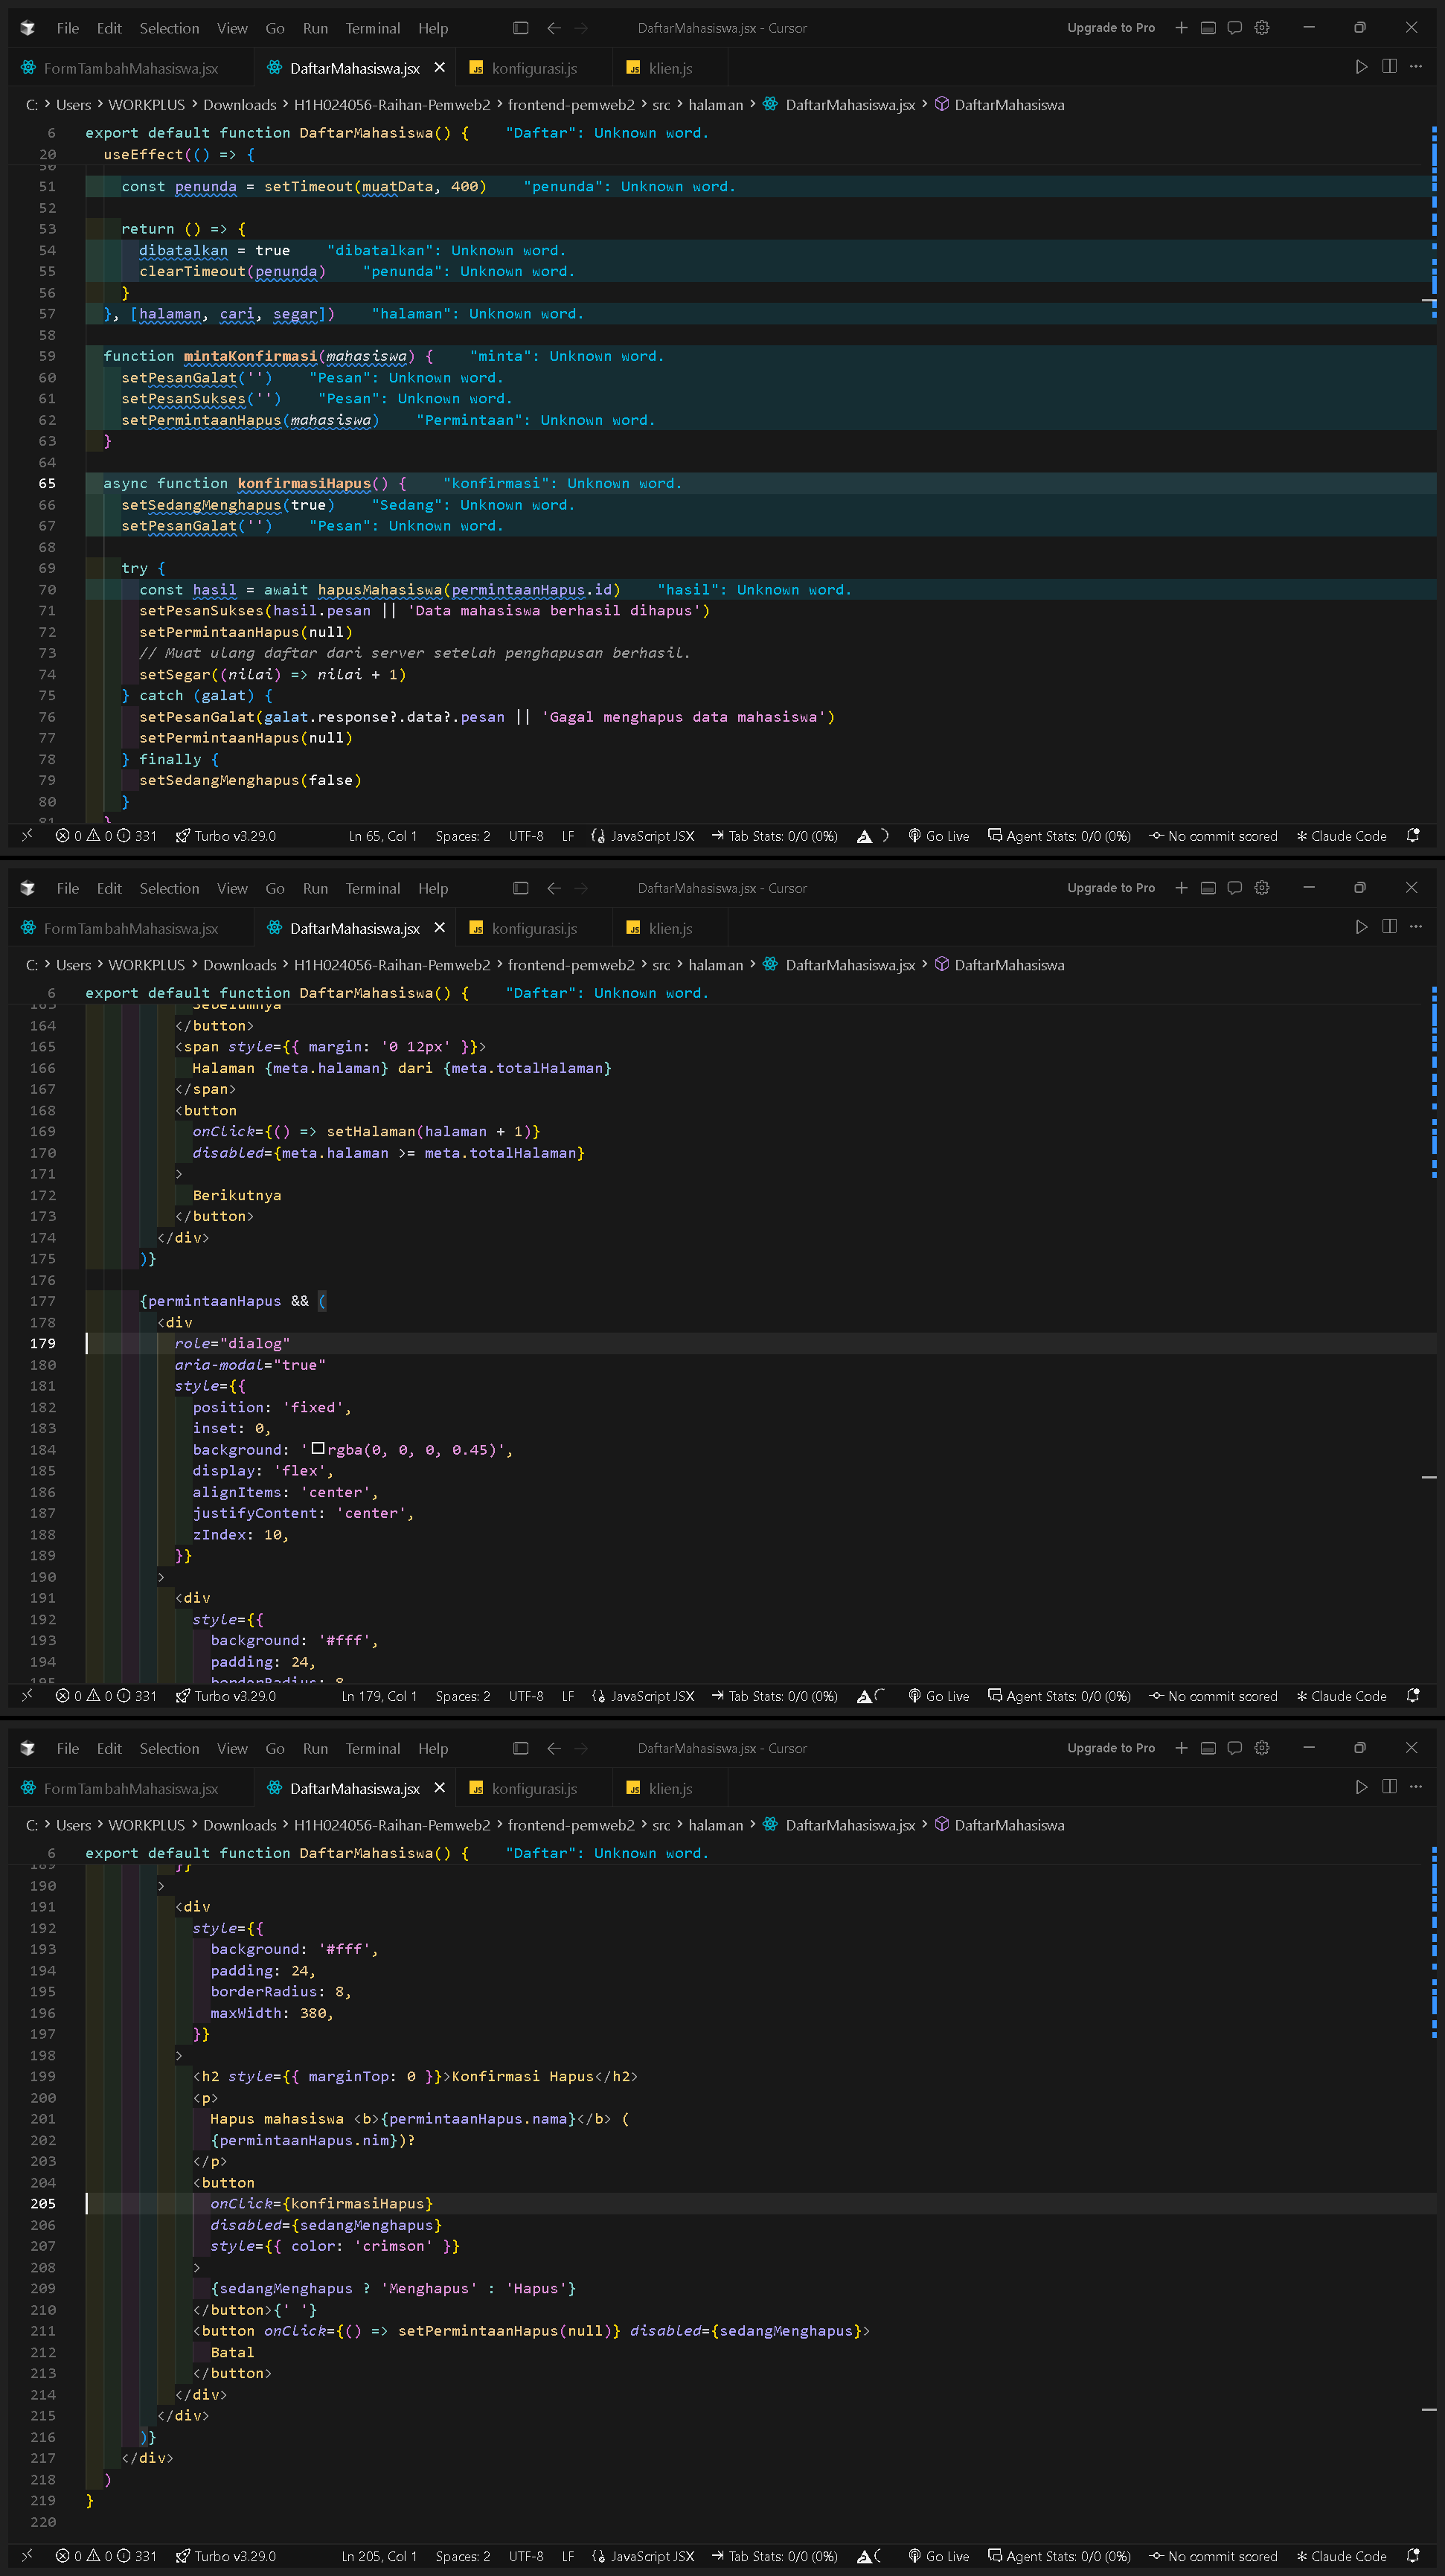 File Edit Selection View Go Run Terminal Help DaftarMahasiswa.jsx - Cursor Upgrade to Pro
FormTambahMahasiswa.jsx DaftarMahasiswa.jsx konfigurasi.js klien.js
C: > Users > WORKPLUS > Downloads > H1H024056-Raihan-Pemweb2 > frontend-pemweb2 > src > halaman > DaftarMahasiswa.jsx > DaftarMahasiswa
6 export default function DaftarMahasiswa() { "Daftar": Unknown word.
20 useEffect(() => {
50
51 const penunda = setTimeout(muatData, 400) "penunda": Unknown word.
52
53 return () => {
54 dibatalkan = true "dibatalkan": Unknown word.
55 clearTimeout(penunda) "penunda": Unknown word.
56 }
57 }, [halaman, cari, segar]) "halaman": Unknown word.
58
59 function mintaKonfirmasi(mahasiswa) { "minta": Unknown word.
60 setPesanGalat('') "Pesan": Unknown word.
61 setPesanSukses('') "Pesan": Unknown word.
62 setPermintaanHapus(mahasiswa) "Permintaan": Unknown word.
63 }
64
65 async function konfirmasiHapus() { "konfirmasi": Unknown word.
66 setSedangMenghapus(true) "Sedang": Unknown word.
67 setPesanGalat('') "Pesan": Unknown word.
68
69 try {
70 const hasil = await hapusMahasiswa(permintaanHapus.id) "hasil": Unknown word.
71 setPesanSukses(hasil.pesan || 'Data mahasiswa berhasil dihapus')
72 setPermintaanHapus(null)
73 // Muat ulang daftar dari server setelah penghapusan berhasil.
74 setSegar((nilai) => nilai + 1)
75 } catch (galat) {
76 setPesanGalat(galat.response?.data?.pesan || 'Gagal menghapus data mahasiswa')
77 setPermintaanHapus(null)
78 } finally {
79 setSedangMenghapus(false)
80 }
81 }
0 0 331 Turbo v3.29.0 Ln 65, Col 1 Spaces: 2 UTF-8 LF JavaScript JSX Tab Stats: 0/0 (0%) Go Live Agent Stats: 0/0 (0%) No commit scored Claude Code
File Edit Selection View Go Run Terminal Help DaftarMahasiswa.jsx - Cursor Upgrade to Pro
FormTambahMahasiswa.jsx DaftarMahasiswa.jsx konfigurasi.js klien.js
C: > Users > WORKPLUS > Downloads > H1H024056-Raihan-Pemweb2 > frontend-pemweb2 > src > halaman > DaftarMahasiswa.jsx > DaftarMahasiswa
6 export default function DaftarMahasiswa() { "Daftar": Unknown word.
163 Sebelumnya
164 </button>
165 <span style={{ margin: '0 12px' }}>
166 Halaman {meta.halaman} dari {meta.totalHalaman}
167 </span>
168 <button
169 onClick={() => setHalaman(halaman + 1)}
170 disabled={meta.halaman >= meta.totalHalaman}
171 >
172 Berikutnya
173 </button>
174 </div>
175 )}
176
177 {permintaanHapus && (
178 <div
179 role="dialog"
180 aria-modal="true"
181 style={{
182 position: 'fixed',
183 inset: 0,
184 background: 'rgba(0, 0, 0, 0.45)',
185 display: 'flex',
186 alignItems: 'center',
187 justifyContent: 'center',
188 zIndex: 10,
189 }}
190 >
191 <div
192 style={{
193 background: '#fff',
194 padding: 24,
195 borderRadius: 8
0 0 331 Turbo v3.29.0 Ln 179, Col 1 Spaces: 2 UTF-8 LF JavaScript JSX Tab Stats: 0/0 (0%) Go Live Agent Stats: 0/0 (0%) No commit scored Claude Code
File Edit Selection View Go Run Terminal Help DaftarMahasiswa.jsx - Cursor Upgrade to Pro
FormTambahMahasiswa.jsx DaftarMahasiswa.jsx konfigurasi.js klien.js
C: > Users > WORKPLUS > Downloads > H1H024056-Raihan-Pemweb2 > frontend-pemweb2 > src > halaman > DaftarMahasiswa.jsx > DaftarMahasiswa
6 export default function DaftarMahasiswa() { "Daftar": Unknown word.
189 }}
190 >
191 <div
192 style={{
193 background: '#fff',
194 padding: 24,
195 borderRadius: 8,
196 maxWidth: 380,
197 }}
198 >
199 <h2 style={{ marginTop: 0 }}>Konfirmasi Hapus</h2>
200 <p>
201 Hapus mahasiswa <b>{permintaanHapus.nama}</b> (
202 {permintaanHapus.nim})?
203 </p>
204 <button
205 onClick={konfirmasiHapus}
206 disabled={sedangMenghapus}
207 style={{ color: 'crimson' }}
208 >
209 {sedangMenghapus ? 'Menghapus' : 'Hapus'}
210 </button>{' '}
211 <button onClick={() => setPermintaanHapus(null)} disabled={sedangMenghapus}>
212 Batal
213 </button>
214 </div>
215 </div>
216 )}
217 </div>
218 )
219 }
220
0 0 331 Turbo v3.29.0 Ln 205, Col 1 Spaces: 2 UTF-8 LF JavaScript JSX Tab Stats: 0/0 (0%) Go Live Agent Stats: 0/0 (0%) No commit scored Claude Code